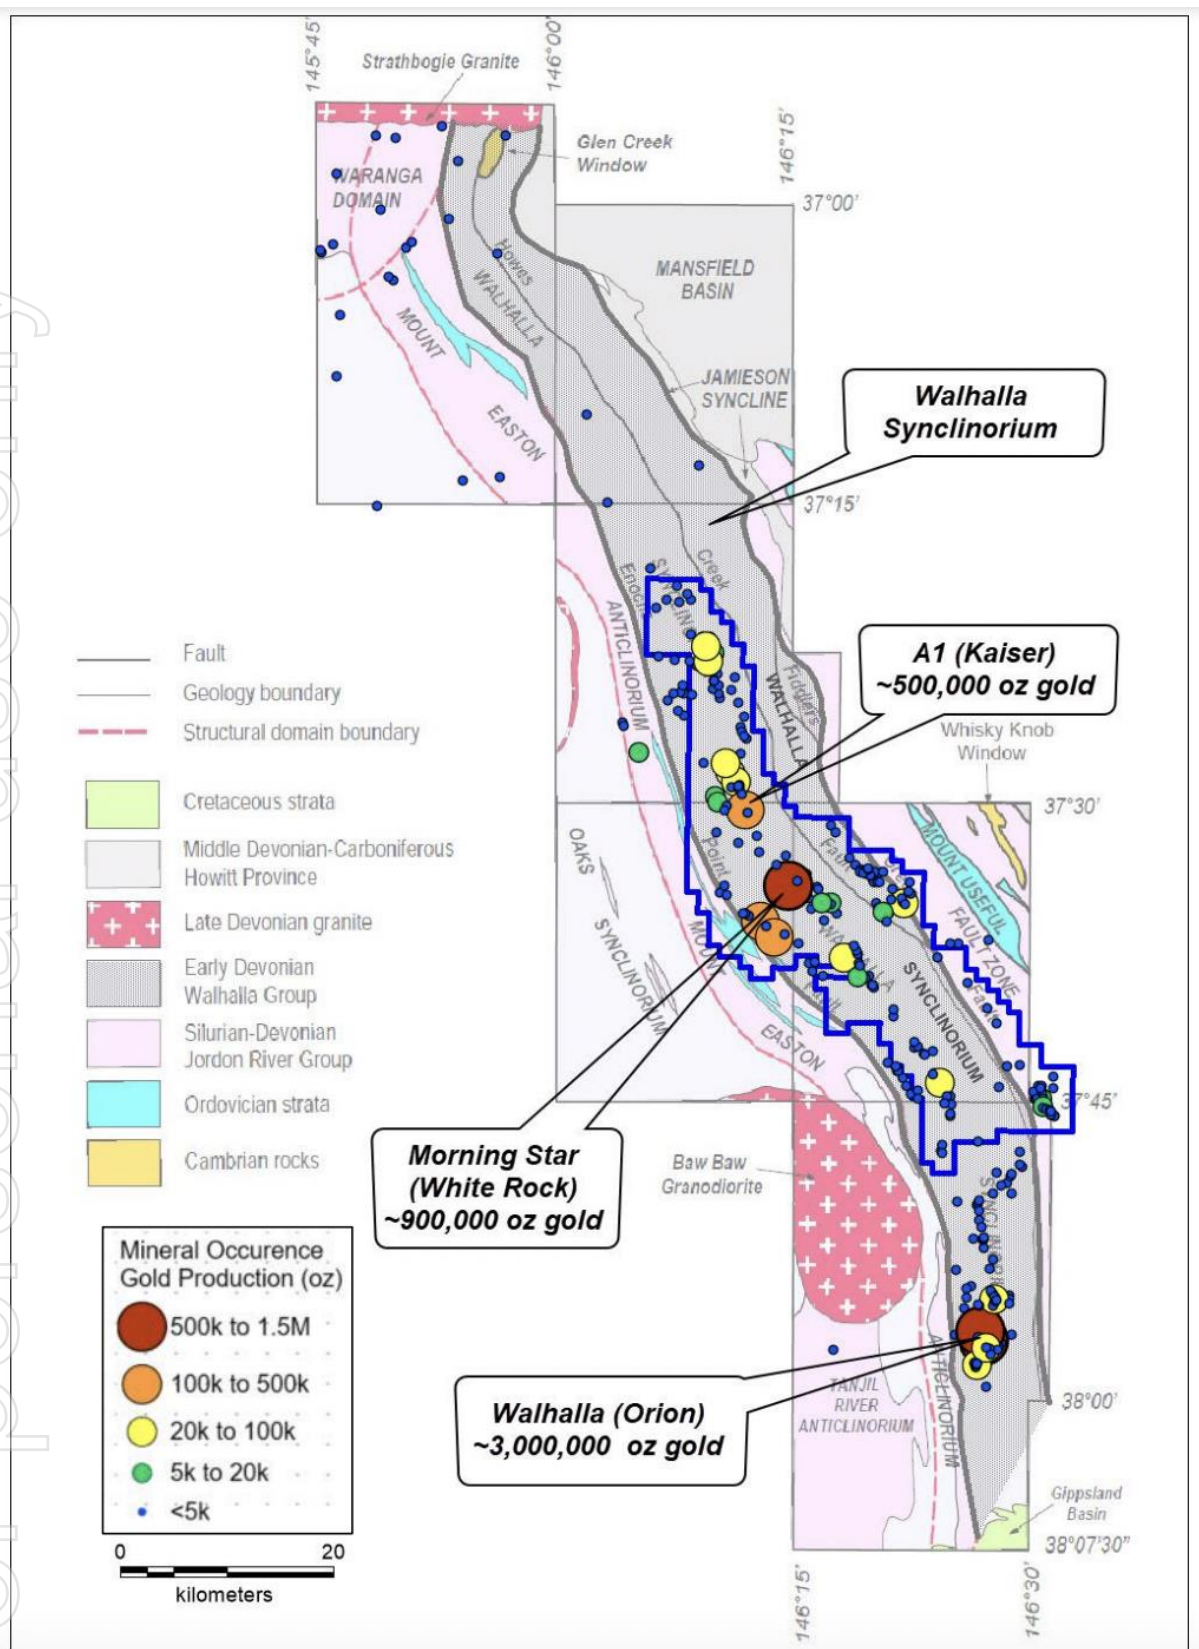 145°45'
146°00'
Strathbogie Granite
146°15'
Glen Creek
Window
WARANGA
DOMAIN
37°00'
Howes
MANSFIELD
BASIN
WALHALLA
MOUNT
JAMIESON
SYNCLINE
Walhalla
Synclinorium
EASTON
37°15'
Creek
Enochs
ANTICLINORIUM
Fault
Geology boundary
Structural domain boundary
A1 (Kaiser)
~500,000 oz gold
Fiddlers
WALHALLA
Whisky Knob
Window
Cretaceous strata
37°30'
Middle Devonian-Carboniferous
Howitt Province
OAKS
Point
Fault
MOUNT USEFUL
Late Devonian granite
FAULT ZONE
SYNCLINORIUM
MOUNT
Early Devonian
Walhalla Group
WALHALLA
SYNCLINORIUM
Fault
Fault
Silurian-Devonian
Jordon River Group
EASTON
Ordovician strata
37°45'
Cambrian rocks
Morning Star
(White Rock)
~900,000 oz gold
Baw Baw
Granodiorite
Mineral Occurence
Gold Production (oz)
500k to 1.5M
100k to 500k
20k to 100k
5k to 20k
<5k
ANTICLINORIUM
TANJIL
RIVER
ANTICLINORIUM
38°00'
Walhalla (Orion)
~3,000,000 oz gold
Gippsland
Basin
38°07'30"
0 20
kilometers
146°15'
146°30'